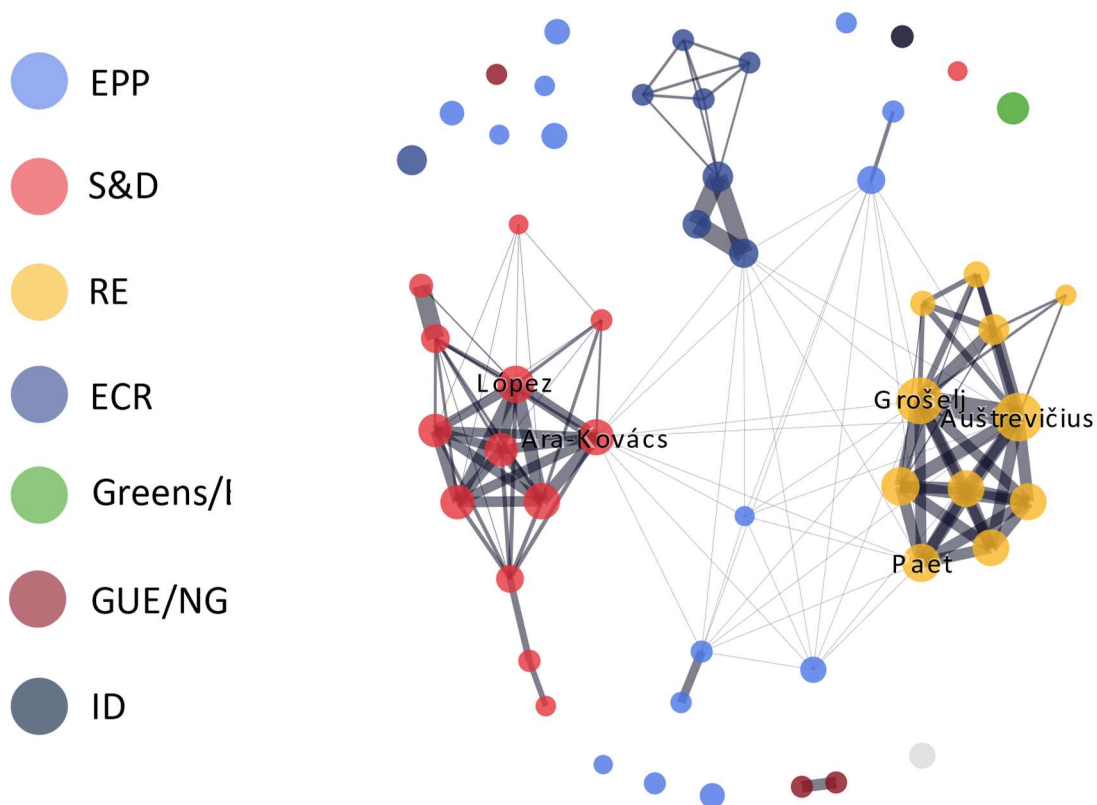 EPP
S&D
RE
ECR
Greens/
GUE/NG
ID
López
Ara-Kovács
Grošelj
Auštrevičius
Paet